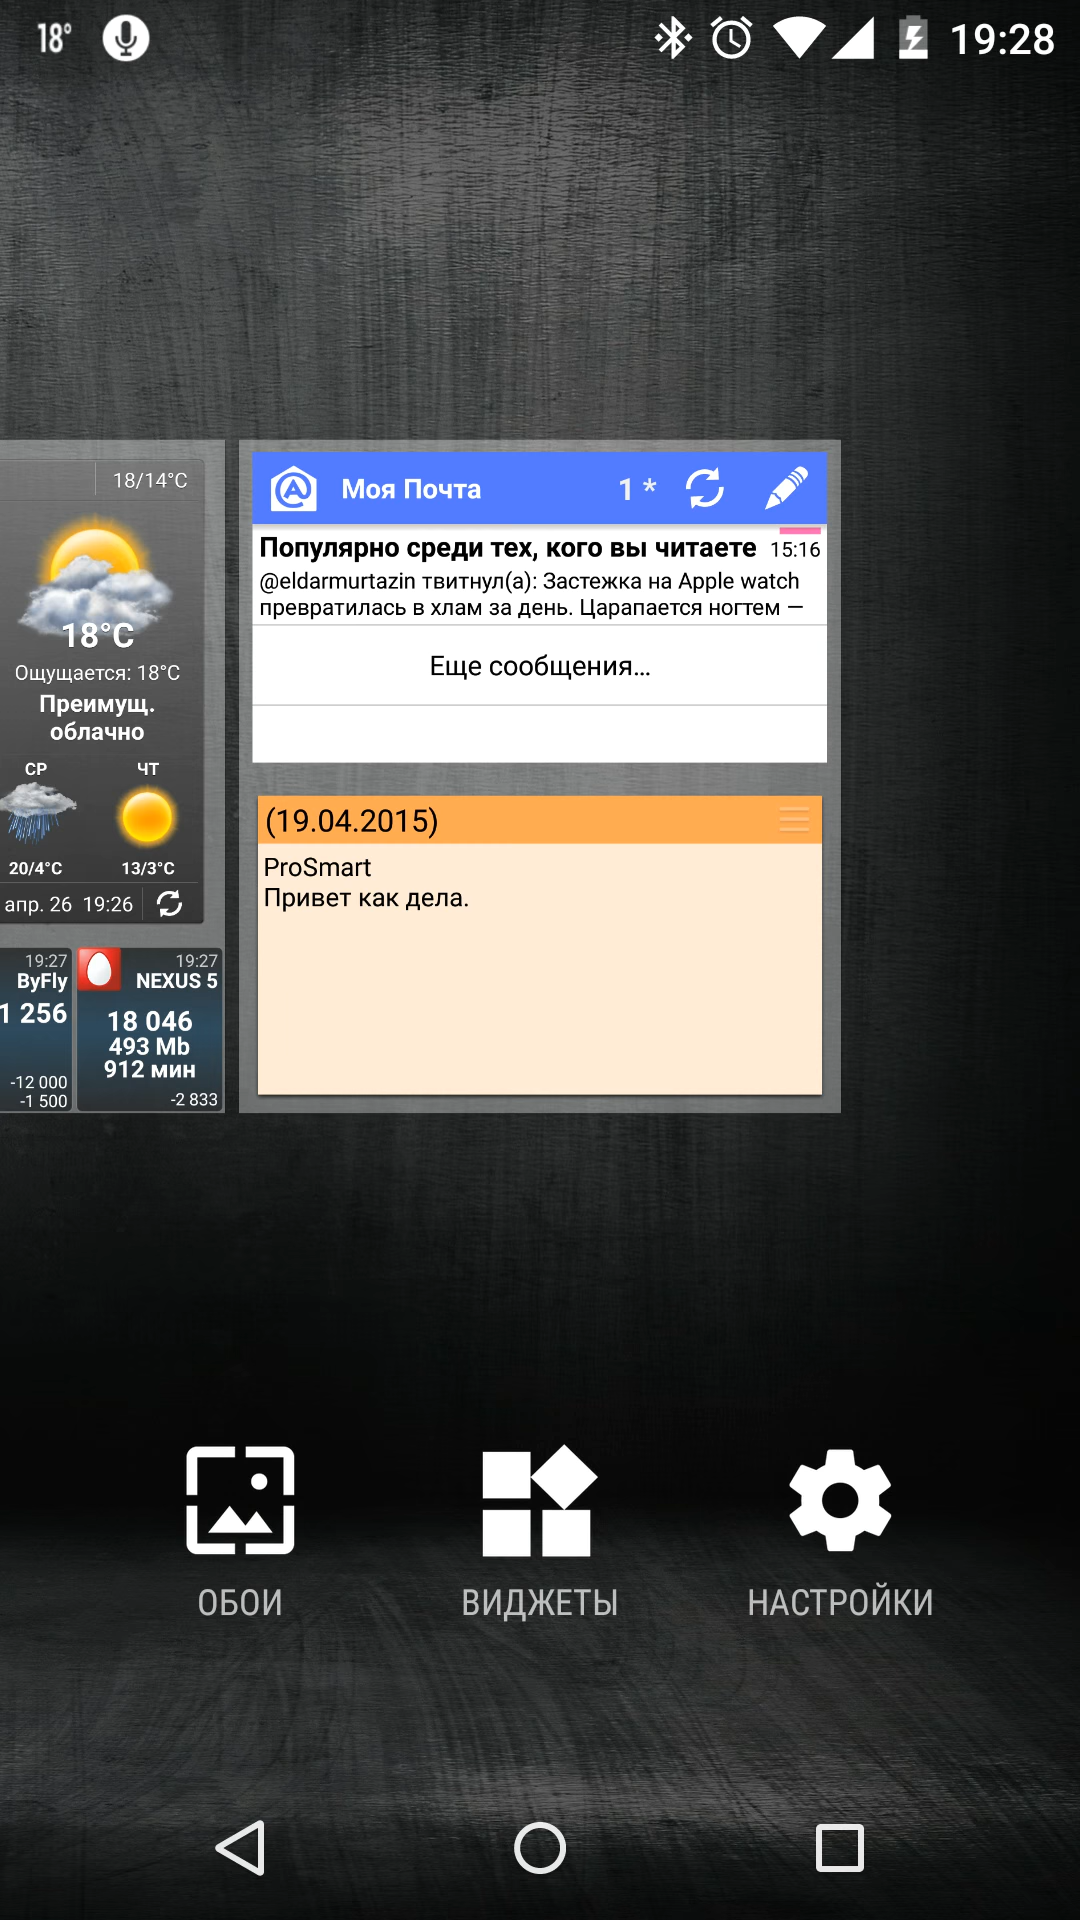 18°
19:28
18/14°C
18°C
Ощущается: 18°C
Преимущ.
облачно
СР ЧТ
20/4°C 13/3°C
апр. 26 19:26
19:27
ByFly
1 256
-12 000
-1 500
19:27
NEXUS 5
18 046
493 Mb
912 мин
-2 833
Моя Почта 1 *
Популярно среди тех, кого вы читаете 15:16
@eldarmurtazin твитнул(а): Застежка на Apple watch
превратилась в хлам за день. Царапается ногтем —
Еще сообщения...
(19.04.2015)
ProSmart
Привет как дела.
ОБОИ ВИДЖЕТЫ НАСТРОЙКИ